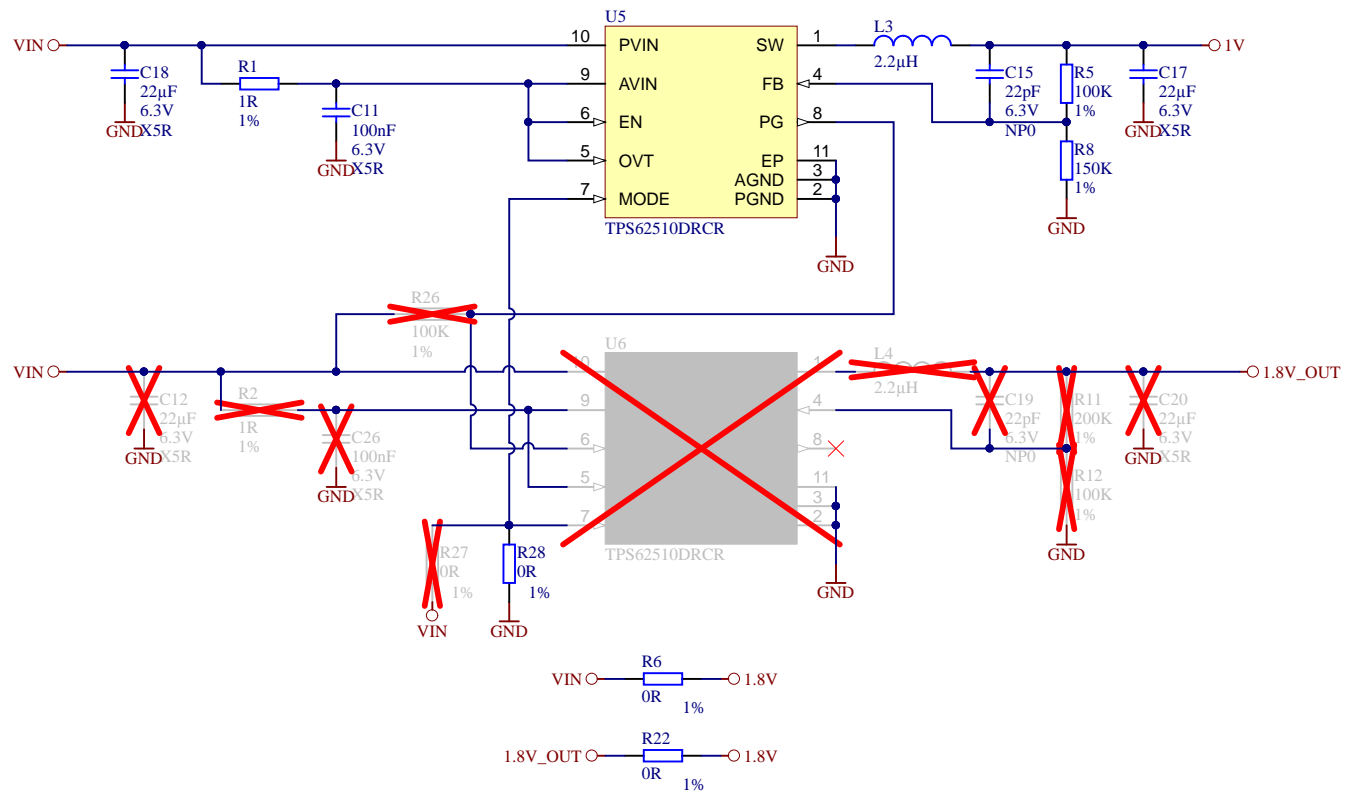 U5
L3
VIN
10
PVIN
SW
1
2.2µH
1V
C18
22µF
6.3V
X5R
GND
R1
1R
1%
C11
100nF
6.3V
X5R
GND
9
AVIN
FB
4
6
EN
PG
8
5
OVT
EP
11
AGND
3
7
MODE
PGND
2
TPS62510DRCR
GND
C15
22pF
6.3V
NP0
R5
100K
1%
C17
22µF
6.3V
X5R
GND
R8
150K
1%
GND
R26
100K
1%
U6
L4
VIN
10
1
2.2µH
1.8V_OUT
C12
22µF
6.3V
X5R
GND
R2
1R
1%
C26
100nF
6.3V
X5R
GND
9
4
6
8
5
11
3
7
2
TPS62510DRCR
GND
C19
22pF
6.3V
NP0
R11
200K
1%
C20
22µF
6.3V
X5R
GND
R12
100K
1%
GND
R27
0R
1%
VIN
R28
0R
1%
GND
R6
VIN
1.8V
0R
1%
R22
1.8V_OUT
1.8V
0R
1%